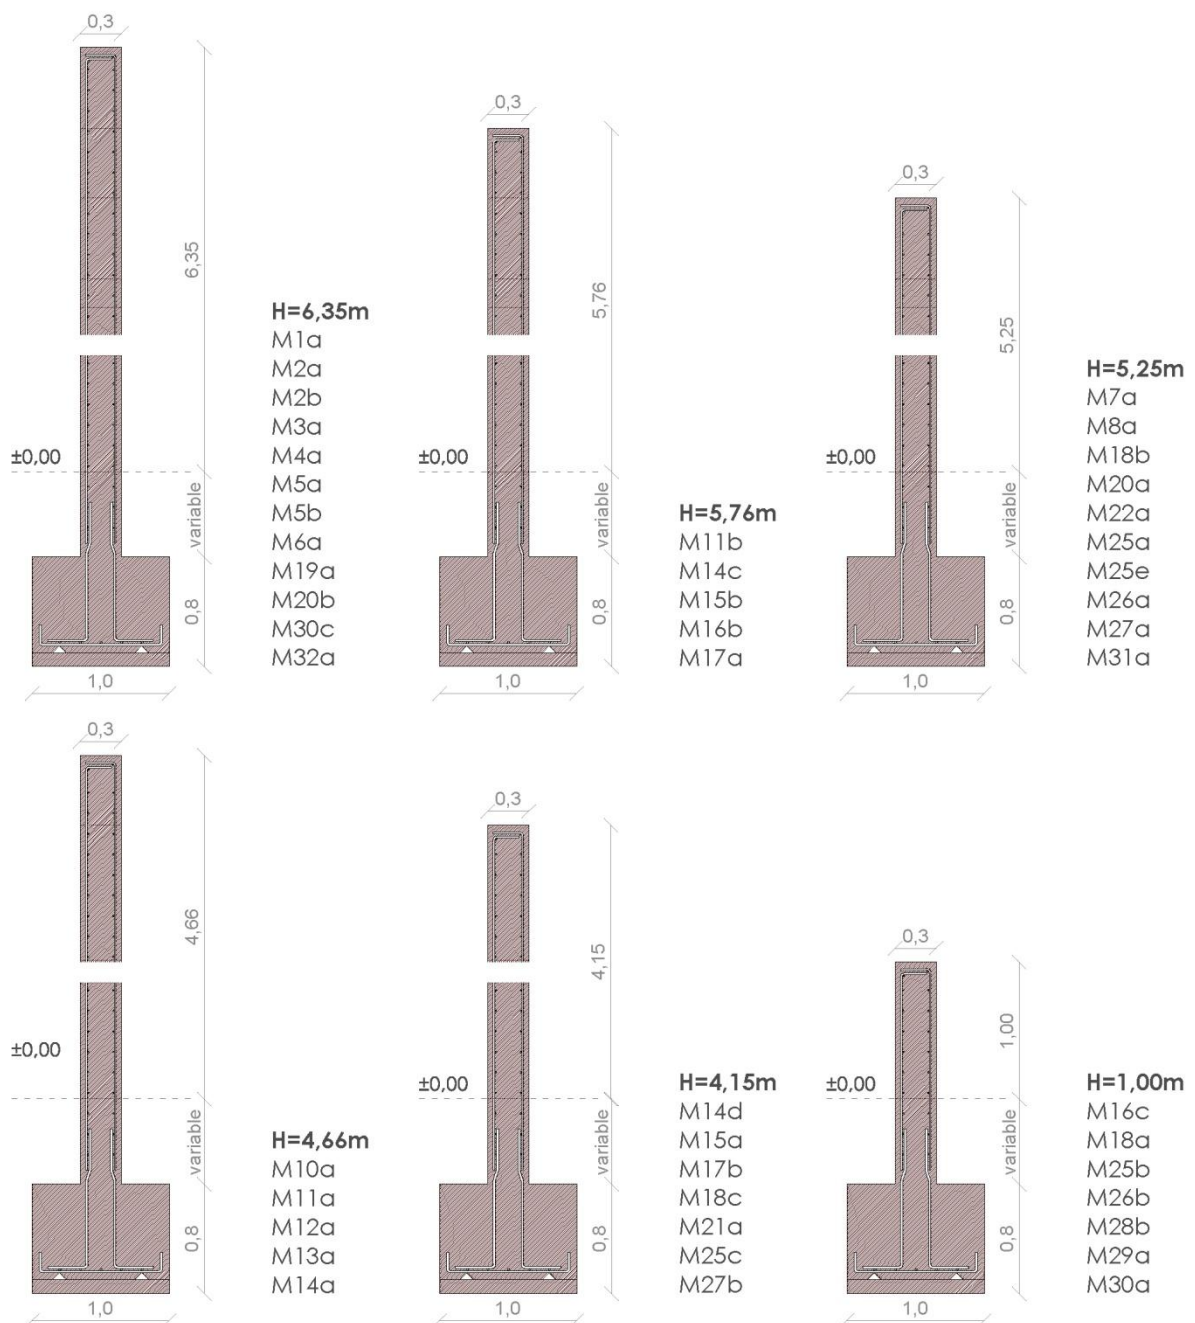 0,3
6,35
±0,00
variable
0,8
1,0
H=6,35m
M1a
M2a
M2b
M3a
M4a
M5a
M5b
M6a
M19a
M20b
M30c
M32a
0,3
5,76
±0,00
variable
0,8
1,0
H=5,76m
M11b
M14c
M15b
M16b
M17a
0,3
5,25
±0,00
variable
0,8
1,0
H=5,25m
M7a
M8a
M18b
M20a
M22a
M25a
M25e
M26a
M27a
M31a
0,3
4,66
±0,00
variable
0,8
1,0
H=4,66m
M10a
M11a
M12a
M13a
M14a
0,3
4,15
±0,00
variable
0,8
1,0
H=4,15m
M14d
M15a
M17b
M18c
M21a
M25c
M27b
0,3
1,00
±0,00
variable
0,8
1,0
H=1,00m
M16c
M18a
M25b
M26b
M28b
M29a
M30a